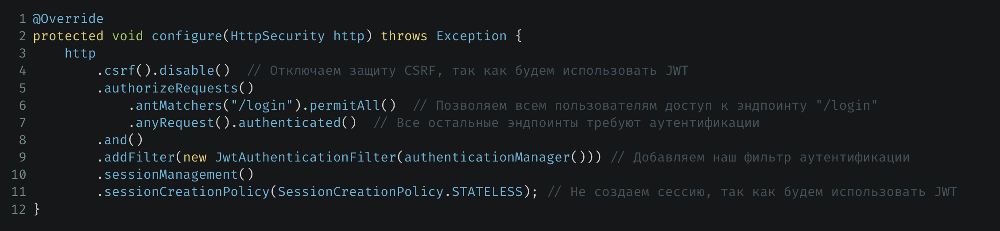 1 @Override
2 protected void configure(HttpSecurity http) throws Exception {
3     http
4         .csrf().disable()  // Отключаем защиту CSRF, так как будем использовать JWT
5         .authorizeRequests()
6             .antMatchers("/login").permitAll()  // Позволяем всем пользователям доступ к эндпоинту "/login"
7             .anyRequest().authenticated()  // Все остальные эндпоинты требуют аутентификации
8         .and()
9         .addFilter(new JwtAuthenticationFilter(authenticationManager())) // Добавляем наш фильтр аутентификации
10         .sessionManagement()
11         .sessionCreationPolicy(SessionCreationPolicy.STATELESS); // Не создаем сессию, так как будем использовать JWT
12 }